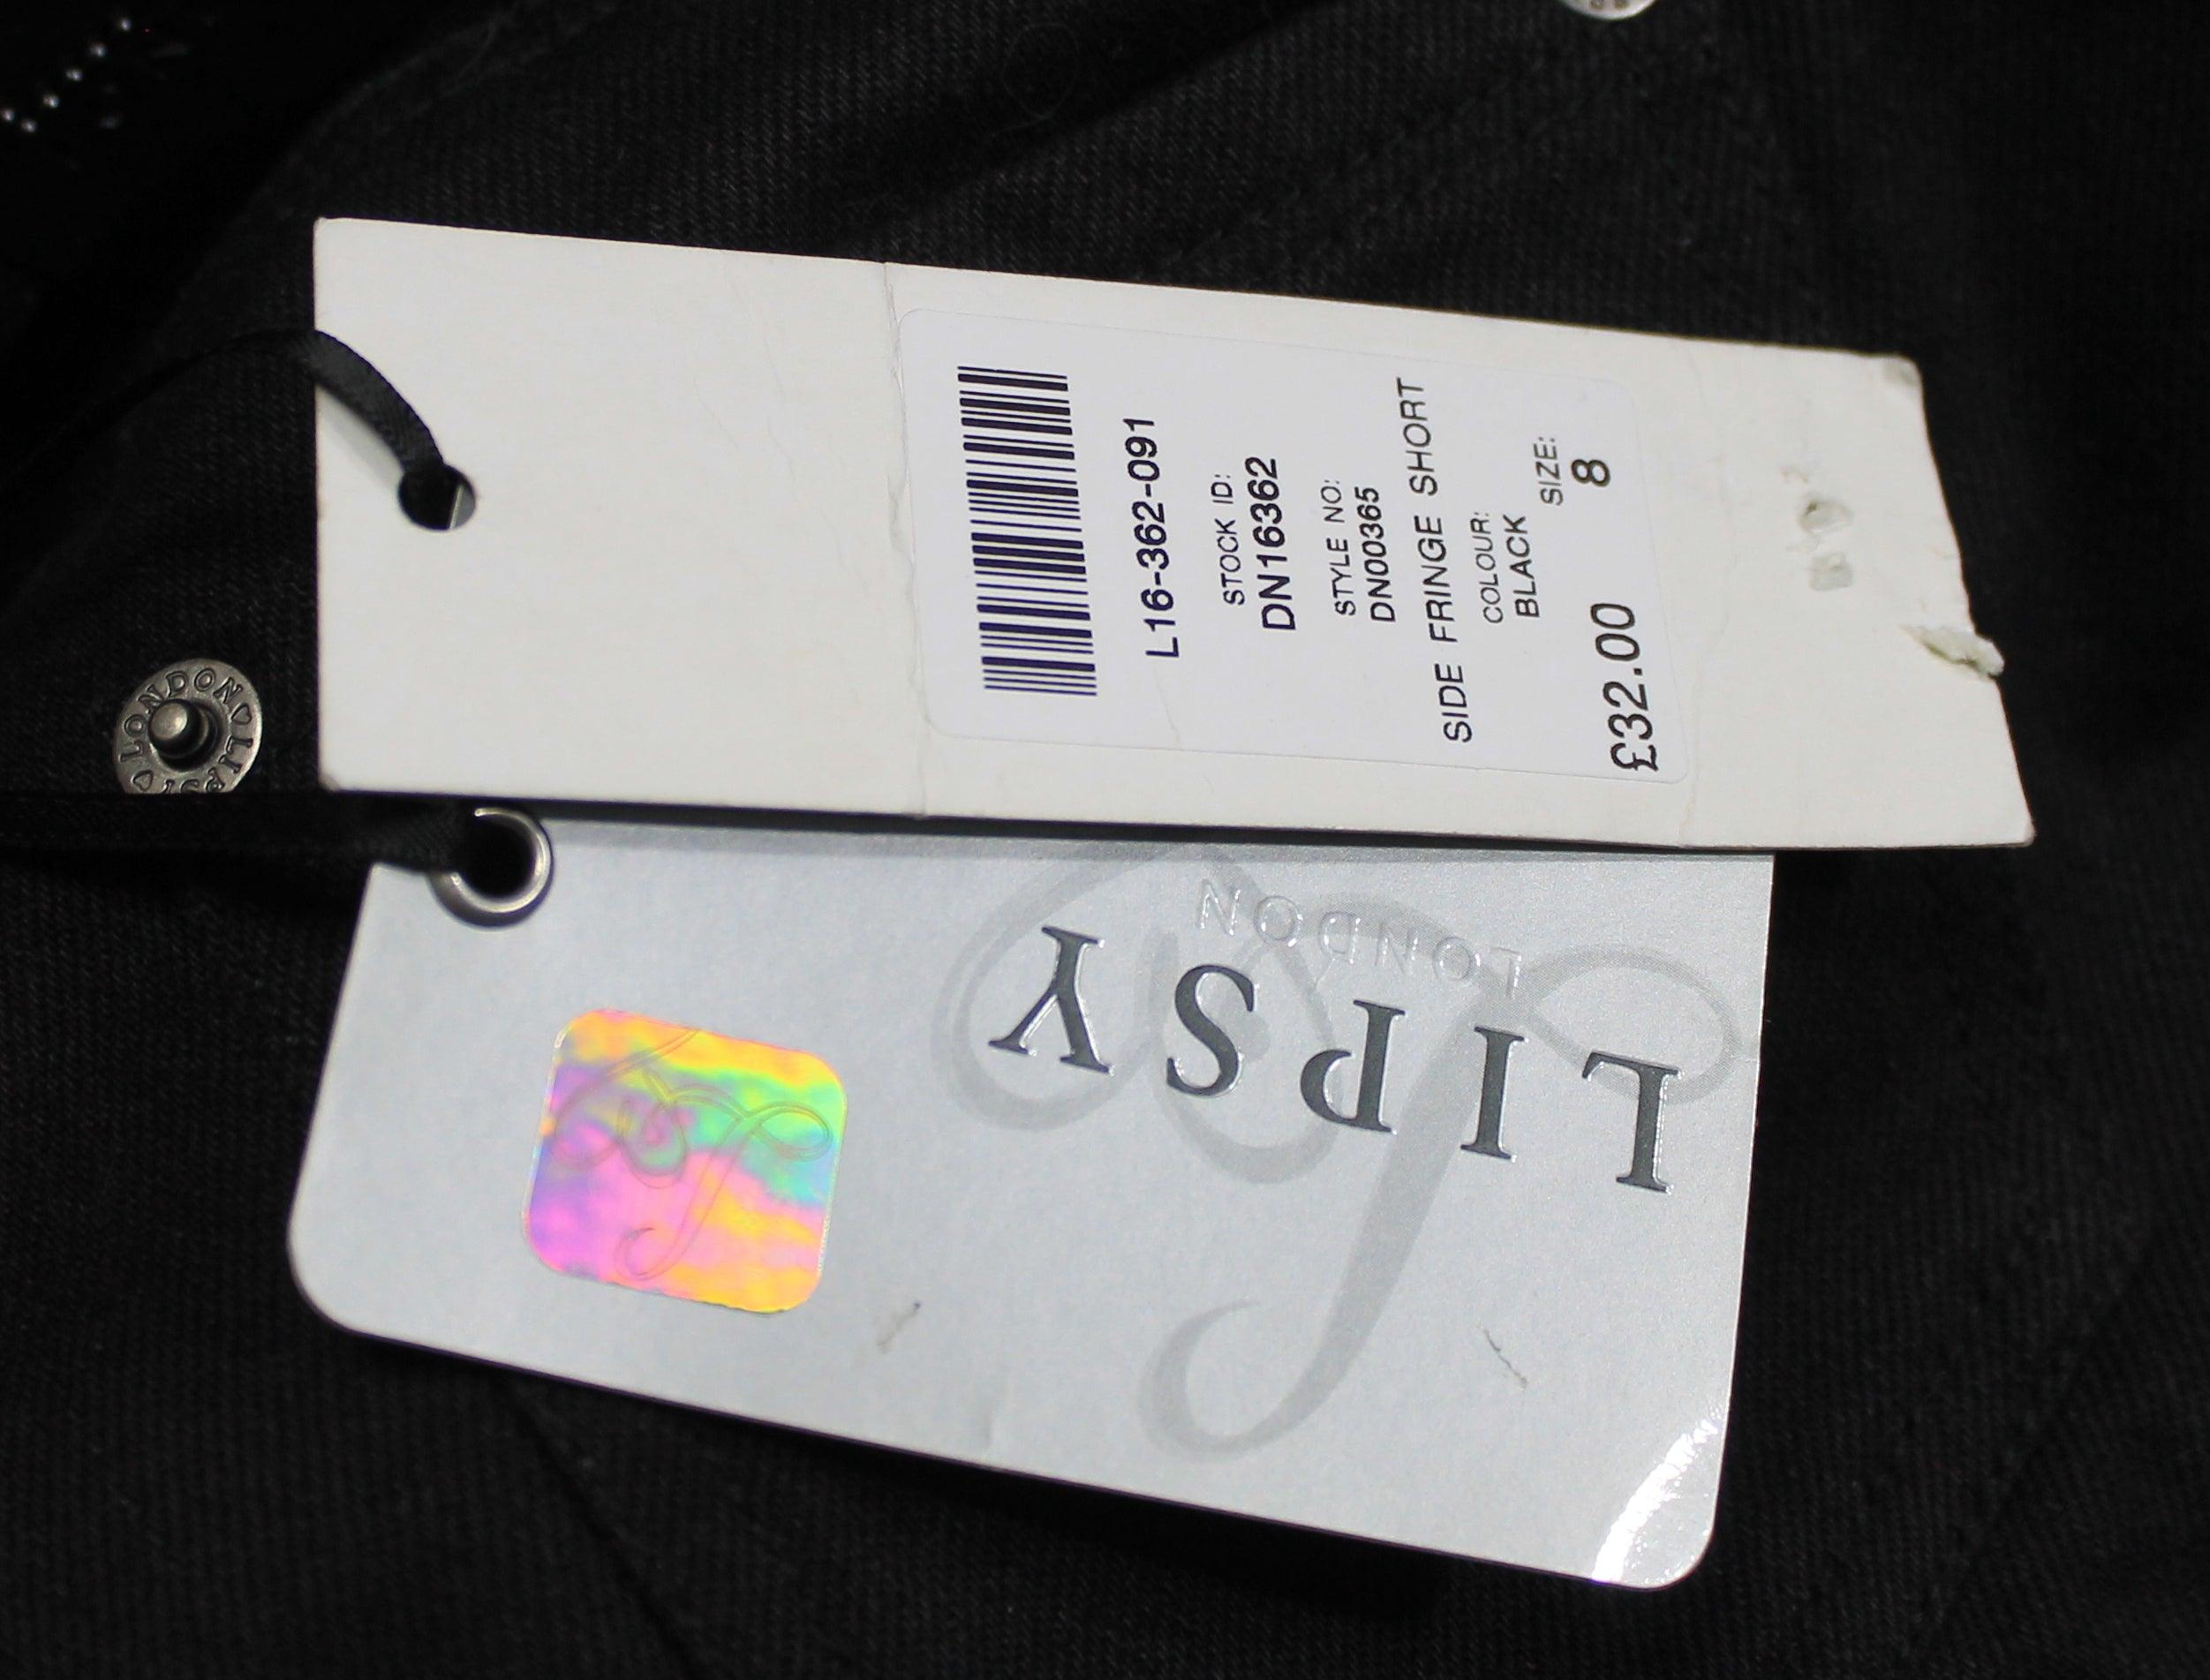 L16-362-091
STOCK ID:
DN16362
STYLE NO:
DN00365
SIDE FRINGE SHORT
COLOUR:
BLACK
SIZE:
8
£32.00
LIPSY
LONDON
LONDON